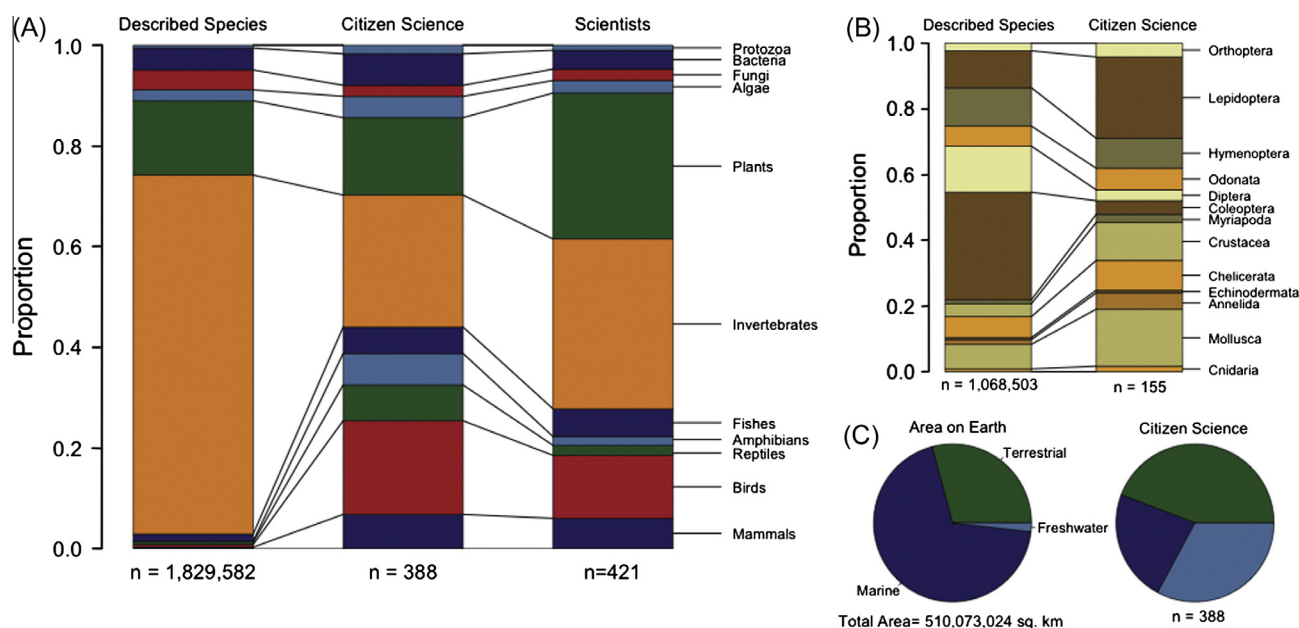 (A)
Described Species
Citizen Science
Scientists
Proportion
1.0
0.8
0.6
0.4
0.2
0.0
Protozoa
Bacteria
Fungi
Algae
Plants
Invertebrates
Fishes
Amphibians
Reptiles
Birds
Mammals
n = 1,829,582
n = 388
n=421
(B)
Described Species
Citizen Science
Proportion
1.0
0.8
0.6
0.4
0.2
0.0
Orthoptera
Lepidoptera
Hymenoptera
Odonata
Diptera
Coleoptera
Myriapoda
Crustacea
Chelicerata
Echinodermata
Annelida
Mollusca
Cnidaria
n = 1,068,503
n = 155
(C)
Area on Earth
Citizen Science
Terrestrial
Freshwater
Marine
Total Area= 510,073,024 sq. km
n = 388